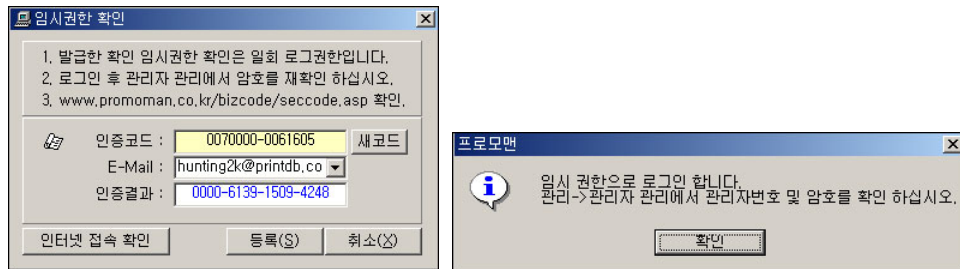 임시권한 확인
1. 발급한 확인 임시권한 확인은 일회 로그권한입니다.
2. 로그인 후 관리자 관리에서 암호를 재확인 하십시오.
3. www.promoman.co.kr/bizcode/seccode.asp 확인.
인증코드 : 0070000-0061605 새코드
E-Mail : hunting2k@printdb.co
인증결과 : 0000-6139-1509-4248
인터넷 접속 확인 등록(S) 취소(X)
프로모맨
임시 권한으로 로그인 합니다.
관리->관리자 관리에서 관리자번호 및 암호를 확인 하십시오.
확인